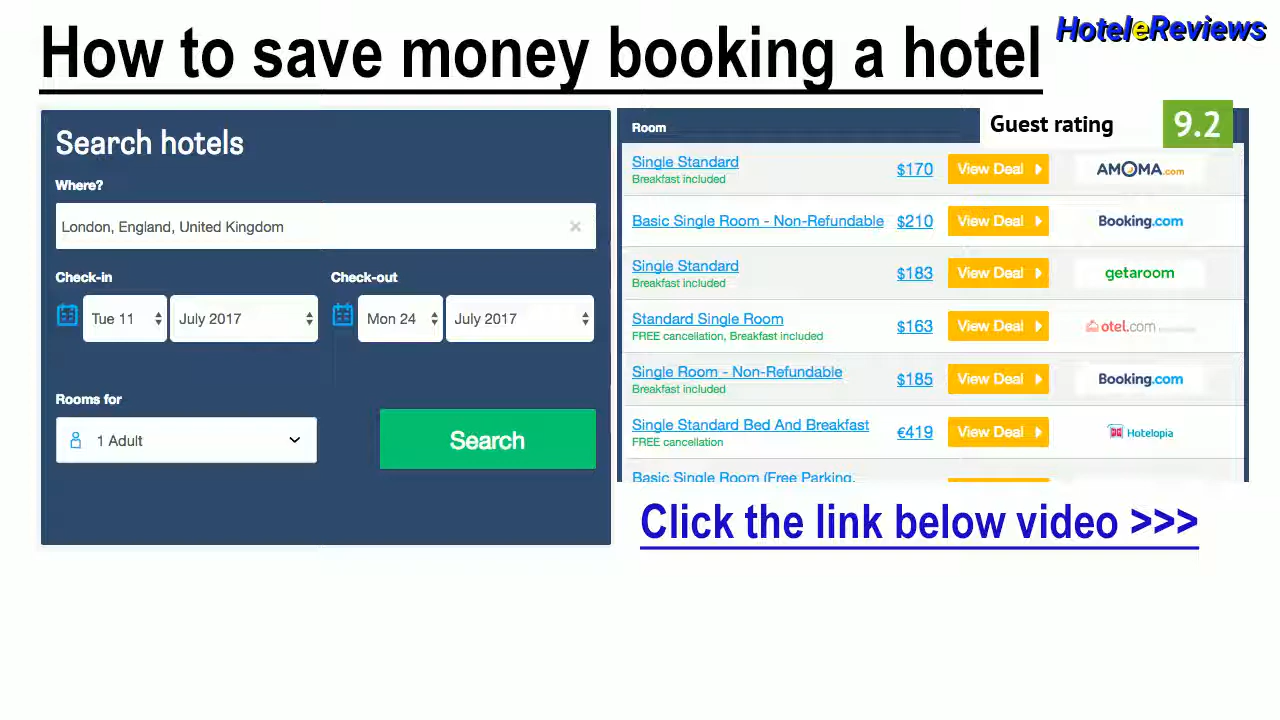 How to save money booking a hotel
HoteleReviews
Search hotels
Where?
London, England, United Kingdom
Check-in
Check-out
Tue 11
July 2017
Mon 24
July 2017
Rooms for
1 Adult
Search
Room
Guest rating
9.2
Single Standard
Breakfast included
$170
View Deal
AMOMA.com
Basic Single Room - Non-Refundable
$210
View Deal
Booking.com
Single Standard
Breakfast included
$183
View Deal
getaroom
Standard Single Room
FREE cancellation, Breakfast included
$163
View Deal
otel.com
Single Room - Non-Refundable
Breakfast included
$185
View Deal
Booking.com
Single Standard Bed And Breakfast
FREE cancellation
€419
View Deal
Hotelopia
Basic Single Room (Free Parking,
Click the link below video >>>